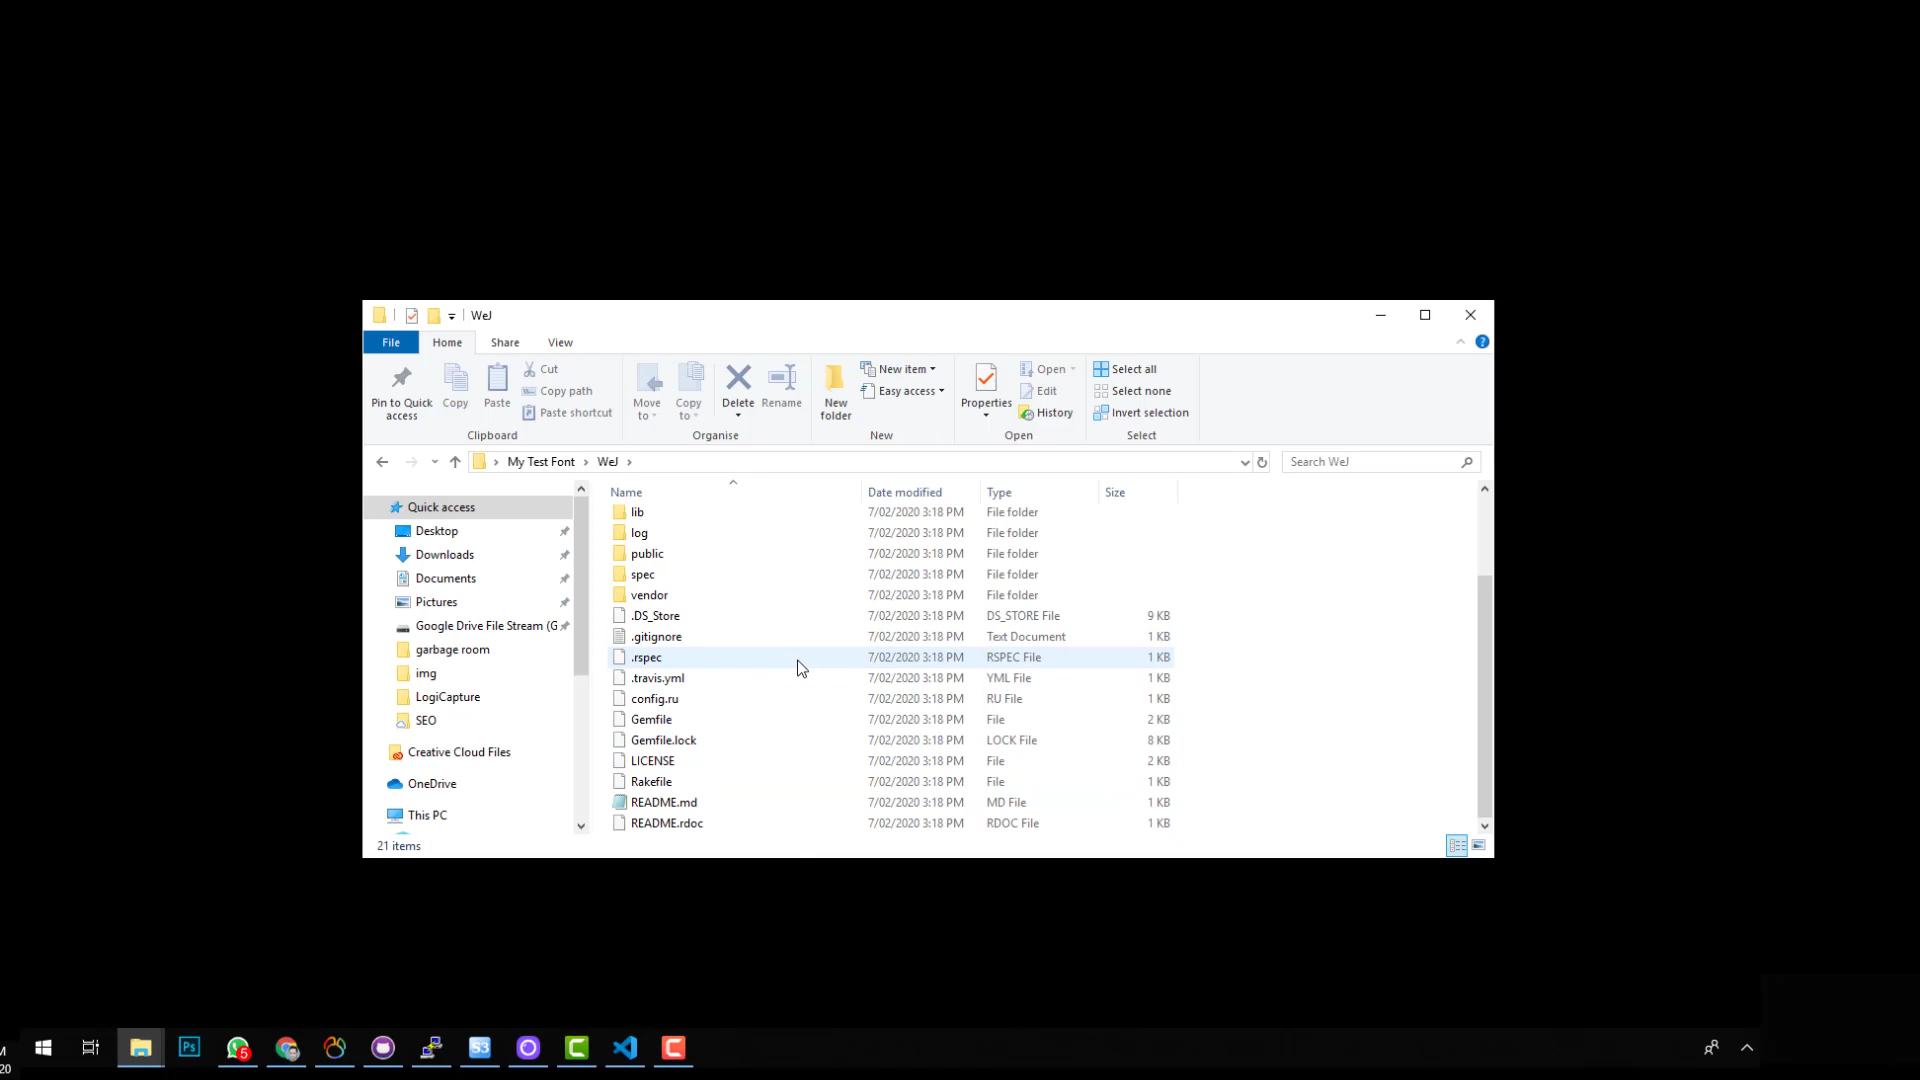 WeJ
File Home Share View
Pin to Quick access
Copy
Paste
Cut
Copy path
Paste shortcut
Clipboard
Move to
Copy to
Delete
Rename
Organise
New folder
New item
Easy access
New
Properties
Open
Edit
History
Open
Select all
Select none
Invert selection
Select
My Test Font › WeJ ›
Search WeJ
Quick access
Desktop
Downloads
Documents
Pictures
Google Drive File Stream (G
garbage room
img
LogiCapture
SEO
Creative Cloud Files
OneDrive
This PC
Name Date modified Type Size
lib 7/02/2020 3:18 PM File folder
log 7/02/2020 3:18 PM File folder
public 7/02/2020 3:18 PM File folder
spec 7/02/2020 3:18 PM File folder
vendor 7/02/2020 3:18 PM File folder
.DS_Store 7/02/2020 3:18 PM DS_STORE File 9 KB
.gitignore 7/02/2020 3:18 PM Text Document 1 KB
.rspec 7/02/2020 3:18 PM RSPEC File 1 KB
.travis.yml 7/02/2020 3:18 PM YML File 1 KB
config.ru 7/02/2020 3:18 PM RU File 1 KB
Gemfile 7/02/2020 3:18 PM File 2 KB
Gemfile.lock 7/02/2020 3:18 PM LOCK File 8 KB
LICENSE 7/02/2020 3:18 PM File 2 KB
Rakefile 7/02/2020 3:18 PM File 1 KB
README.md 7/02/2020 3:18 PM MD File 1 KB
README.rdoc 7/02/2020 3:18 PM RDOC File 1 KB
21 items
M
20
Ps
5
S3